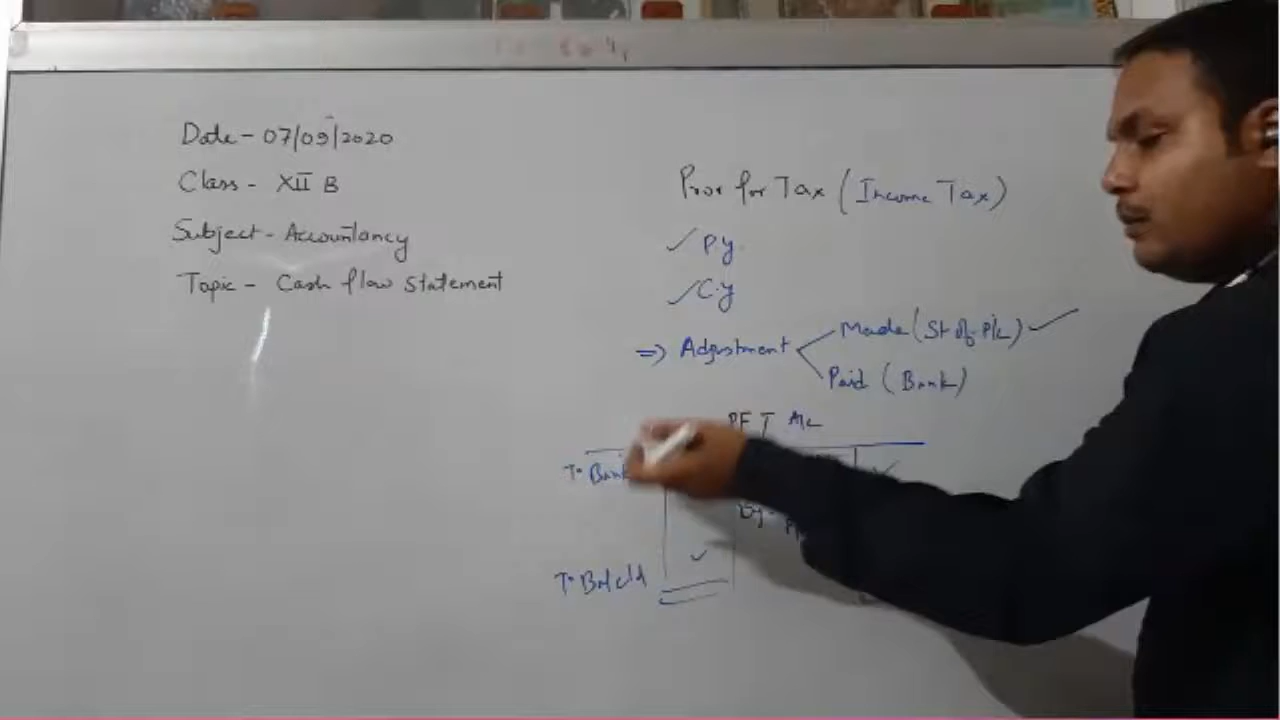 Date - 07/09/2020
Class - XII B
Subject - Accountancy
Topic - Cash flow statement
Prov for Tax (Income Tax)
✓ P.y.
✓ C.y
=> Adjustment
Made (St of P/L) ✓
Paid (Bank)
PFT A/c
To Bank
By
To Bal c/d